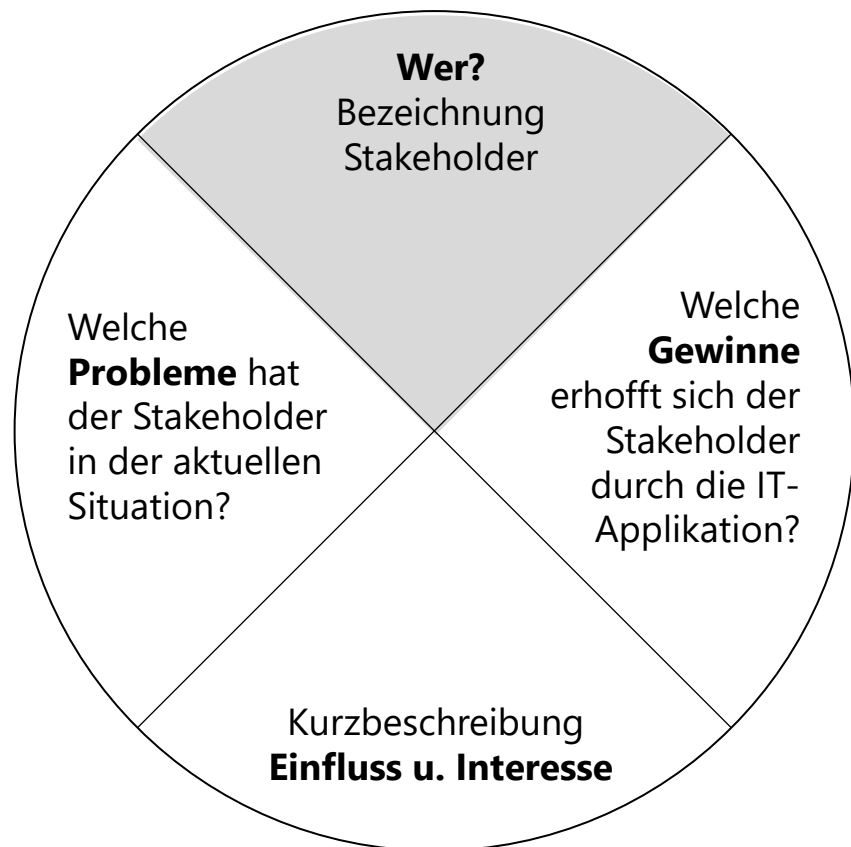 Wer?
Bezeichnung
Stakeholder
Welche
Probleme hat
der Stakeholder
in der aktuellen
Situation?
Welche
Gewinne
erhofft sich der
Stakeholder
durch die IT-
Applikation?
Kurzbeschreibung
Einfluss u. Interesse